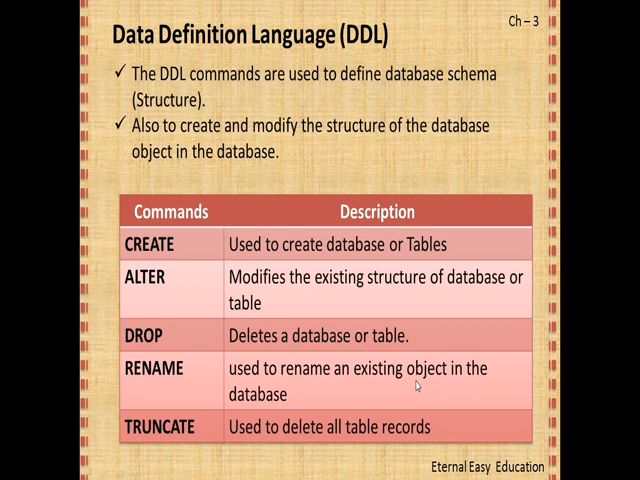 Ch – 3
Data Definition Language (DDL)
✓ The DDL commands are used to define database schema
(Structure).
✓ Also to create and modify the structure of the database
object in the database.
Commands Description
CREATE Used to create database or Tables
ALTER Modifies the existing structure of database or
table
DROP Deletes a database or table.
RENAME used to rename an existing object in the
database
TRUNCATE Used to delete all table records
Eternal Easy Education